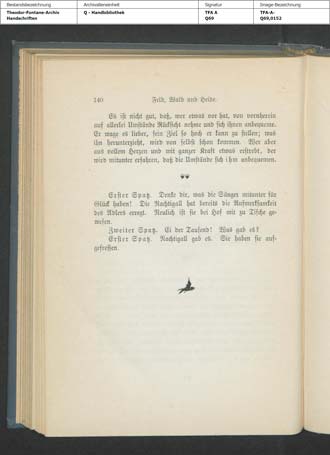 Bestandsbezeichnung
Theodor-Fontane-Archiv
Handschriften
Archivalieneinheit
Q - Handbibliothek
Signatur
TFA A
Q69
Image-Bezeichnung
TFA-A-
Q69,0152
140 Feld, Wald und Heide.
Es ist nicht gut, daß, wer etwas vor hat, von vornherein
auf allerlei Umstände Rücksicht nehme und sich ihnen anbequeme.
Er wage es lieber, sein Ziel so hoch er kann zu stellen; was
ihn herunterzieht, wird von selbst schon kommen. Wer aber
aus vollem Herzen und mit ganzer Kraft etwas erstrebt, der
wird mitunter erfahren, daß die Umstände sich ihm anbequemen.
Erster Spatz. Denke dir, was die Sänger mitunter für
Glück haben! Die Nachtigall hat bereits die Aufmerksamkeit
des Adlers erregt. Neulich ist sie bei Hof mit zu Tische ge-
wesen.
Zweiter Spatz. Ei der Tausend! Was gab es?
Erster Spatz. Nachtigall gab es. Sie haben sie auf-
gefressen.